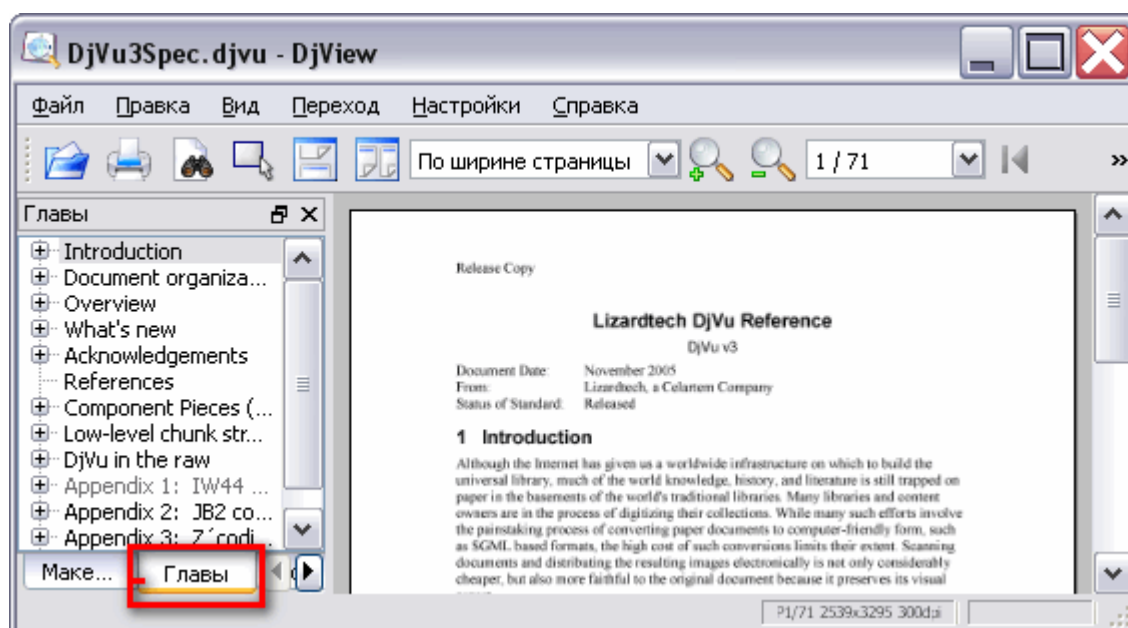 DjVu3Spec.djvu - DjView
Файл Правка Вид Переход Настройки Справка
По ширине страницы 1 / 71 »
Главы
Introduction
Document organiza...
Overview
What's new
Acknowledgements
References
Component Pieces (...
Low-level chunk str...
DjVu in the raw
Appendix 1: IW44 ...
Appendix 2: JB2 co...
Appendix 3: Z´codi...
Маке... Главы
Release Copy
Lizardtech DjVu Reference
DjVu v3
Document Date: November 2005
From: Lizardtech, a Celartem Company
Status of Standard: Released
1 Introduction
Although the Internet has given us a worldwide infrastructure on which to build the
universal library, much of the world knowledge, history, and literature is still trapped on
paper in the basements of the world's traditional libraries. Many libraries and content
owners are in the process of digitizing their collections. While many such efforts involve
the painstaking process of converting paper documents to computer-friendly form, such
as SGML based formats, the high cost of such conversions limits their extent. Scanning
documents and distributing the resulting images electronically is not only considerably
cheaper, but also more faithful to the original document because it preserves its visual
P1/71 2539x3295 300dpi